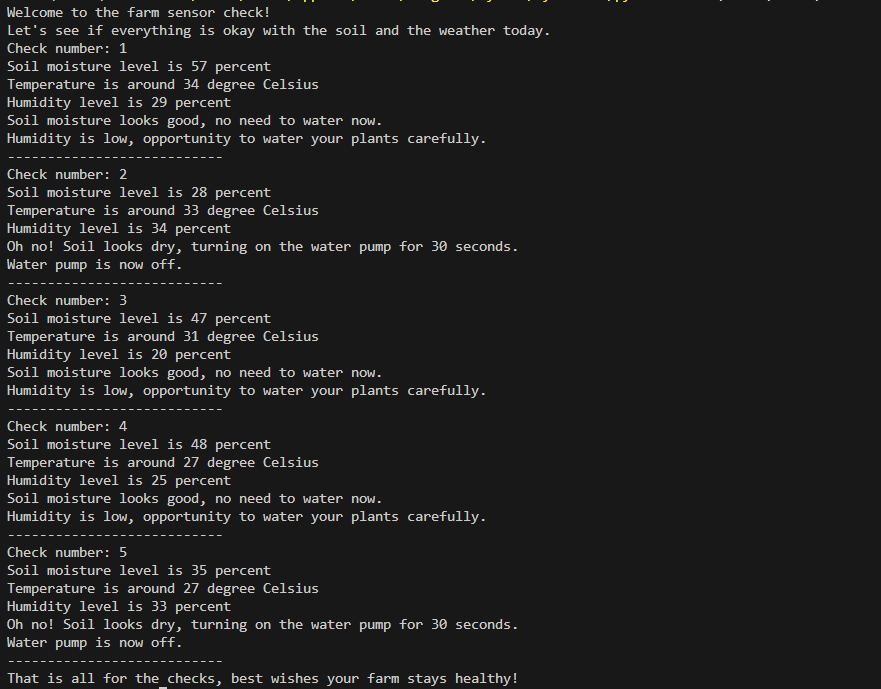 Welcome to the farm sensor check!
Let's see if everything is okay with the soil and the weather today.
Check number: 1
Soil moisture level is 57 percent
Temperature is around 34 degree Celsius
Humidity level is 29 percent
Soil moisture looks good, no need to water now.
Humidity is low, opportunity to water your plants carefully.
---------------------------
Check number: 2
Soil moisture level is 28 percent
Temperature is around 33 degree Celsius
Humidity level is 34 percent
Oh no! Soil looks dry, turning on the water pump for 30 seconds.
Water pump is now off.
---------------------------
Check number: 3
Soil moisture level is 47 percent
Temperature is around 31 degree Celsius
Humidity level is 20 percent
Soil moisture looks good, no need to water now.
Humidity is low, opportunity to water your plants carefully.
---------------------------
Check number: 4
Soil moisture level is 48 percent
Temperature is around 27 degree Celsius
Humidity level is 25 percent
Soil moisture looks good, no need to water now.
Humidity is low, opportunity to water your plants carefully.
---------------------------
Check number: 5
Soil moisture level is 35 percent
Temperature is around 27 degree Celsius
Humidity level is 33 percent
Oh no! Soil looks dry, turning on the water pump for 30 seconds.
Water pump is now off.
---------------------------
That is all for the checks, best wishes your farm stays healthy!